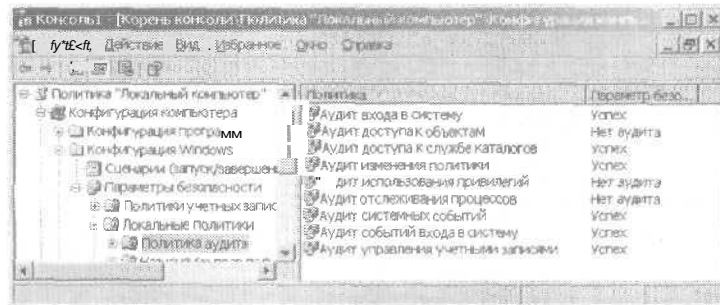 Консоль1 - [Корень консоли\Политика "Локальный компьютер"\Конфигурация
Действие Вид Избранное Окно Справка
Политика "Локальный компьютер"
Конфигурация компьютера
Конфигурация программ
Конфигурация Windows
Сценарии (запуск/завершен
Параметры безопасности
Политики учетных запис
Локальные Политики
Политика аудита
Политика
Параметр безо...
Аудит входа в систему Успех
Аудит доступа к объектам Нет аудита
Аудит доступа к службе каталогов Успех
Аудит изменения политики Успех
дит использования привилегий Нет аудита
Аудит отслеживания процессов Нет аудита
Аудит системных событий Успех
Аудит событий входа в систему Успех
Аудит управления учетными записями Успех